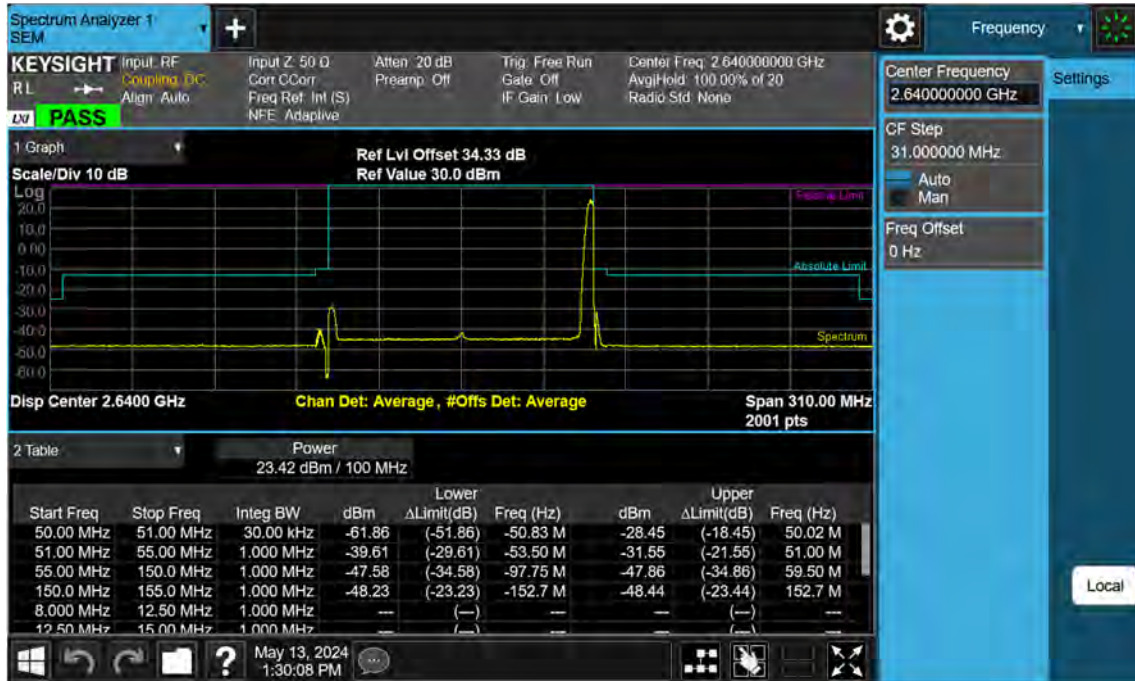 Spectrum Analyzer 1
SEM
Frequency
KEYSIGHT Input: RF Input Z: 50 Ω Atten: 20 dB Trig: Free Run Center Freq: 2.640000000 GHz
RL Coupling: DC Corr CCorr Preamp: Off Gate: Off Avg|Hold: 100.00% of 20
Align: Auto Freq Ref: Int (S) IF Gain: Low Radio Std: None
LXI PASS NFE: Adaptive
Center Frequency
2.640000000 GHz
Settings
CF Step
31.000000 MHz
Auto
Man
Freq Offset
0 Hz
Local
1 Graph
Ref Lvl Offset 34.33 dB
Scale/Div 10 dB Ref Value 30.0 dBm
Log
20.0
10.0
0.00
-10.0 Absolute Limit
-20.0
-30.0
-40.0 Spectrum
-50.0
-60.0
Disp Center 2.6400 GHz Chan Det: Average, #Offs Det: Average Span 310.00 MHz
2001 pts
2 Table Power
23.42 dBm / 100 MHz
Lower Upper
Start Freq Stop Freq Integ BW dBm ΔLimit(dB) Freq (Hz) dBm ΔLimit(dB) Freq (Hz)
50.00 MHz 51.00 MHz 30.00 kHz -61.86 (-51.86) -50.83 M -28.45 (-18.45) 50.02 M
51.00 MHz 55.00 MHz 1.000 MHz -39.61 (-29.61) -53.50 M -31.55 (-21.55) 51.00 M
55.00 MHz 150.0 MHz 1.000 MHz -47.58 (-34.58) -97.75 M -47.86 (-34.86) 59.50 M
150.0 MHz 155.0 MHz 1.000 MHz -48.23 (-23.23) -152.7 M -48.44 (-23.44) 152.7 M
8.000 MHz 12.50 MHz 1.000 MHz --- (---) --- --- (---) ---
12.50 MHz 15.00 MHz 1.000 MHz --- (---) --- --- (---) ---
May 13, 2024
1:30:08 PM